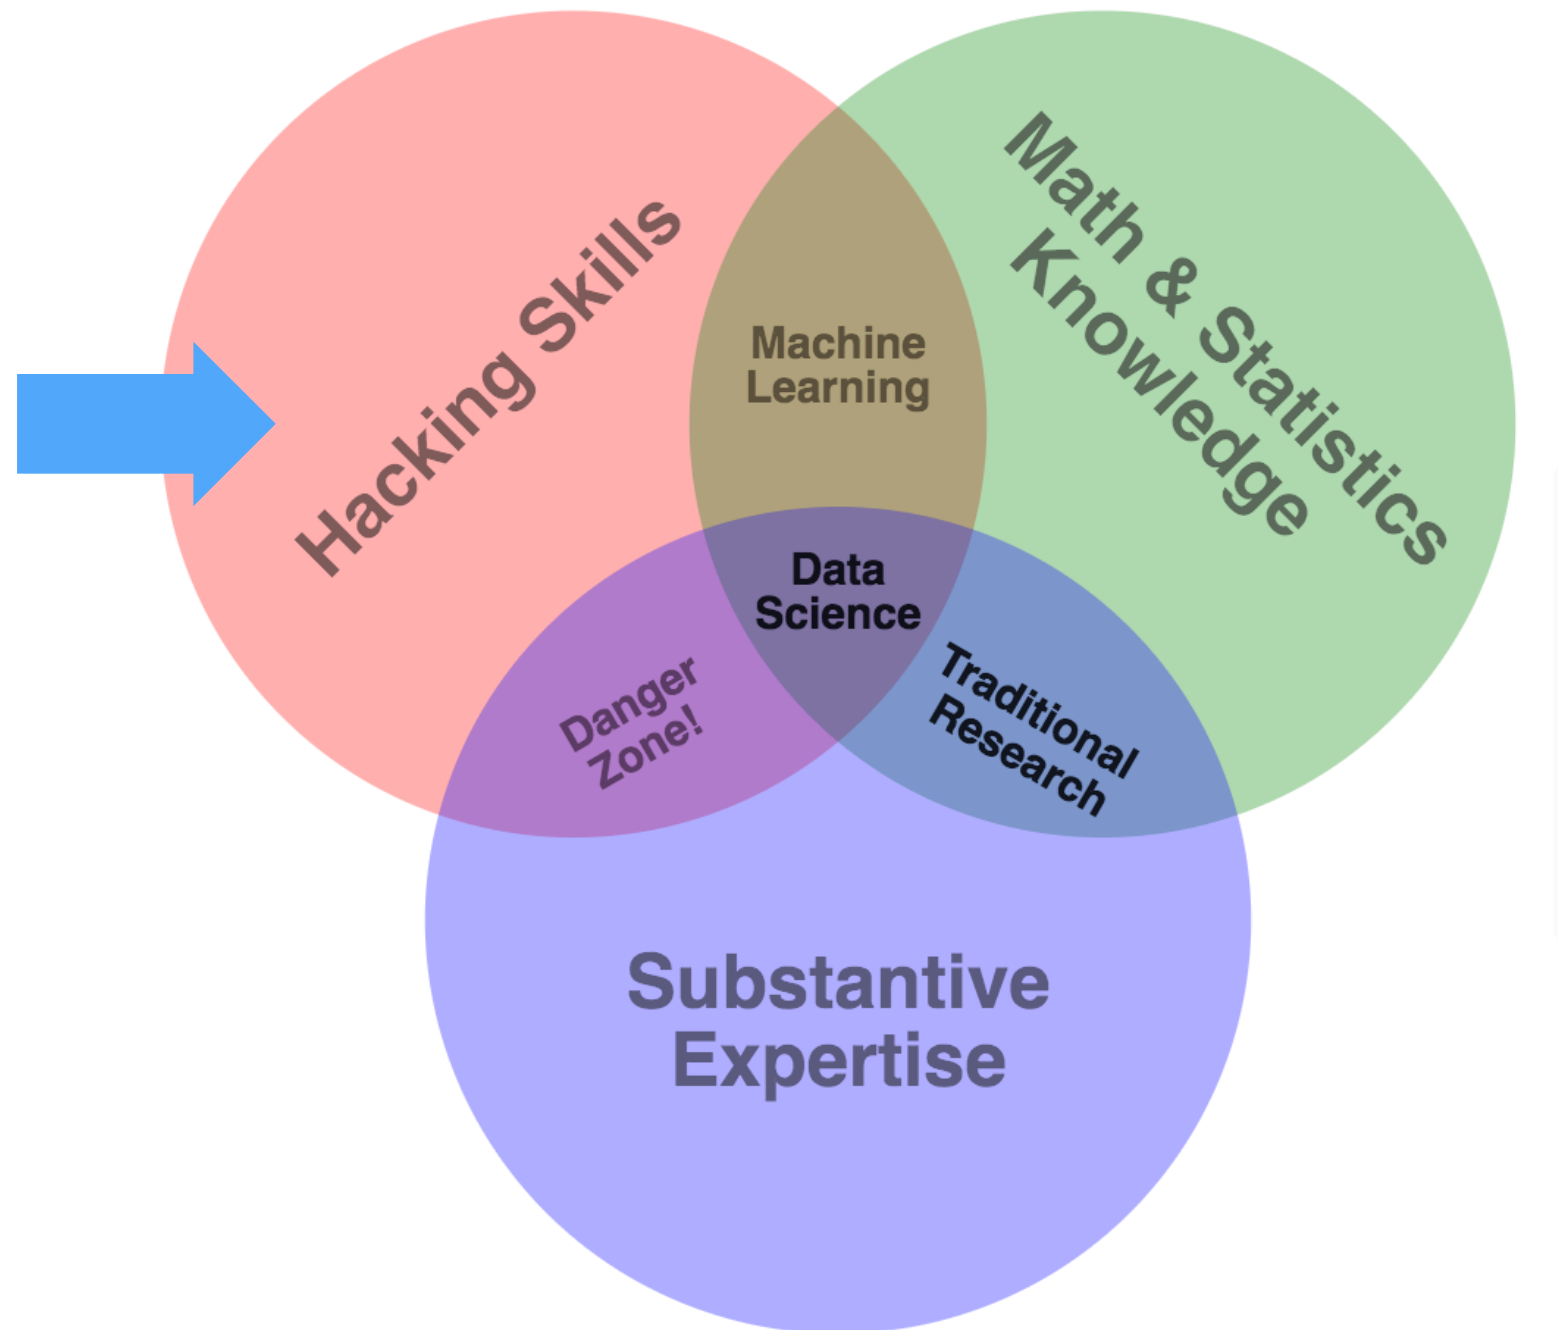 Hacking Skills
Math & Statistics
Knowledge
Machine
Learning
Data
Science
Danger
Zone!
Traditional
Research
Substantive
Expertise